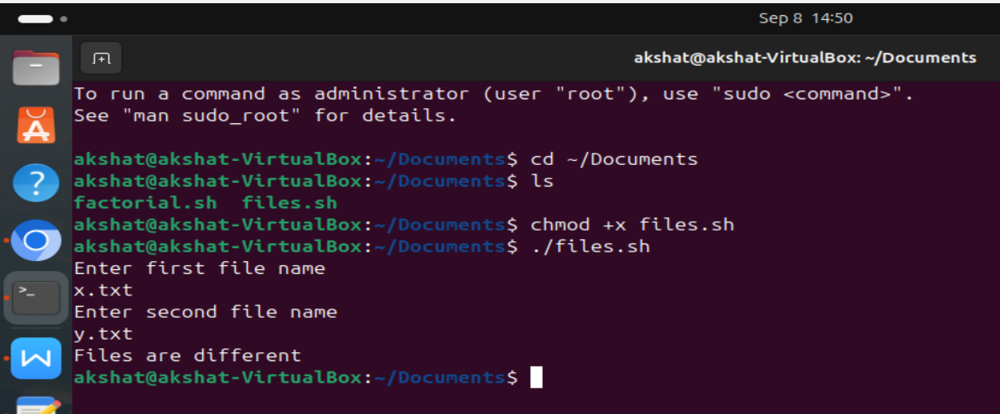 Sep 8 14:50
akshat@akshat-VirtualBox: ~/Documents
To run a command as administrator (user "root"), use "sudo <command>".
See "man sudo_root" for details.
akshat@akshat-VirtualBox:~/Documents$ cd ~/Documents
akshat@akshat-VirtualBox:~/Documents$ ls
factorial.sh  files.sh
akshat@akshat-VirtualBox:~/Documents$ chmod +x files.sh
akshat@akshat-VirtualBox:~/Documents$ ./files.sh
Enter first file name
x.txt
Enter second file name
y.txt
Files are different
akshat@akshat-VirtualBox:~/Documents$